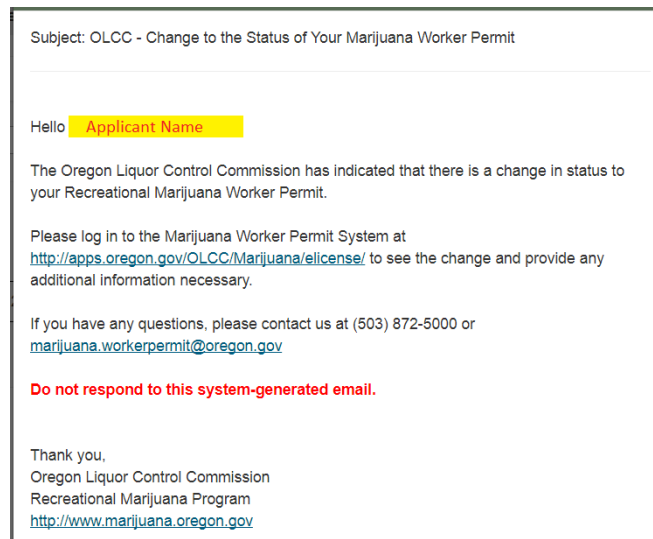 Subject: OLCC - Change to the Status of Your Marijuana Worker Permit
Hello Applicant Name
The Oregon Liquor Control Commission has indicated that there is a change in status to
your Recreational Marijuana Worker Permit.
Please log in to the Marijuana Worker Permit System at
http://apps.oregon.gov/OLCC/Marijuana/elicense/ to see the change and provide any
additional information necessary.
If you have any questions, please contact us at (503) 872-5000 or
marijuana.workerpermit@oregon.gov
Do not respond to this system-generated email.
Thank you,
Oregon Liquor Control Commission
Recreational Marijuana Program
http://www.marijuana.oregon.gov